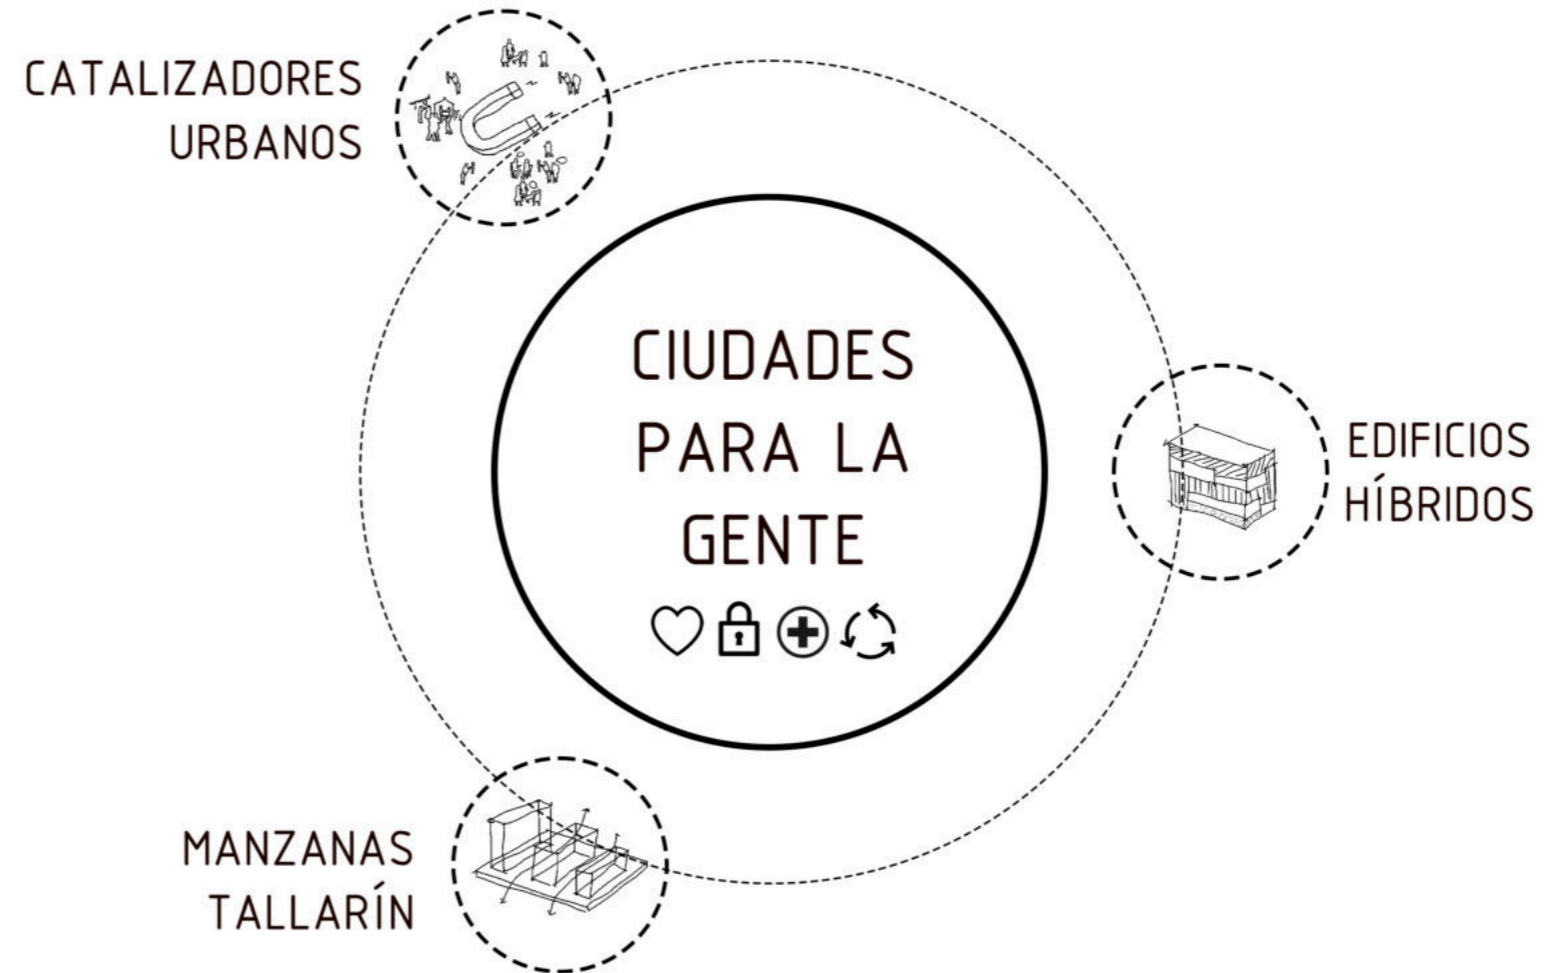 CATALIZADORES
URBANOS
CIUDADES
PARA LA
GENTE
EDIFICIOS
HÍBRIDOS
MANZANAS
TALLARÍN